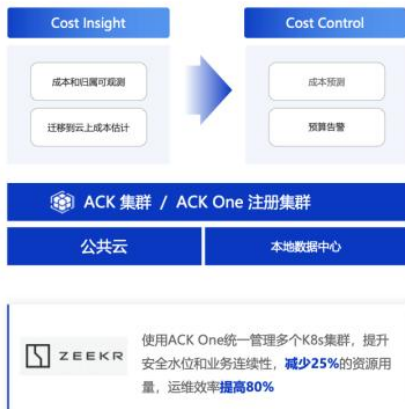 Cost Insight
Cost Control
成本和归属可观测
成本预测
迁移到云上成本估计
预算告警
ACK 集群 / ACK One 注册集群
公共云
本地数据中心
ZEEKR
使用ACK One统一管理多个K8s集群，提升
安全水位和业务连续性，减少25%的资源用
量，运维效率提高80%